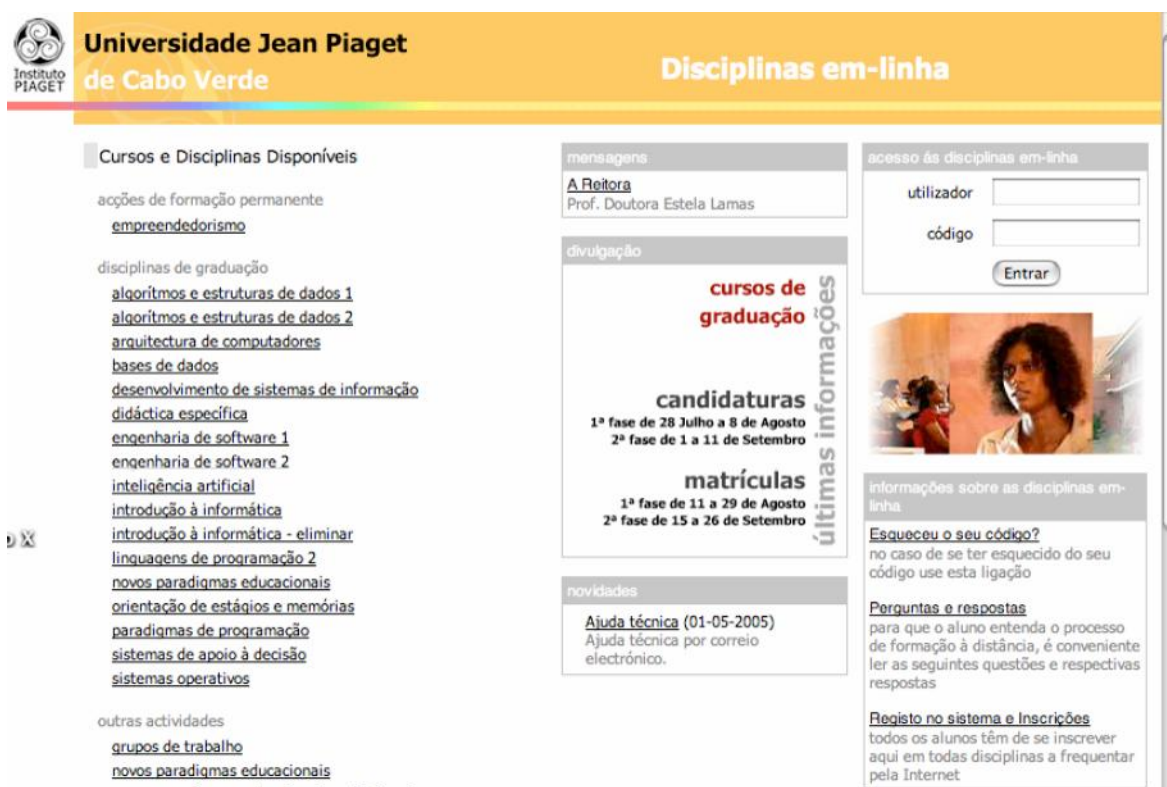 Instituto
PIAGET
Universidade Jean Piaget
de Cabo Verde
Disciplinas em-linha
Cursos e Disciplinas Disponíveis
acções de formação permanente
empreendedorismo
disciplinas de graduação
algorítmos e estruturas de dados 1
algorítmos e estruturas de dados 2
arquitectura de computadores
bases de dados
desenvolvimento de sistemas de informação
didáctica específica
engenharia de software 1
engenharia de software 2
inteligência artificial
introdução à informática
introdução à informática - eliminar
linguagens de programação 2
novos paradigmas educacionais
orientação de estágios e memórias
paradigmas de programação
sistemas de apoio à decisão
sistemas operativos
outras actividades
grupos de trabalho
novos paradigmas educacionais
mensagens
A Reitora
Prof. Doutora Estela Lamas
divulgação
cursos de
graduação
candidaturas
1ª fase de 28 Julho a 8 de Agosto
2ª fase de 1 a 11 de Setembro
matrículas
1ª fase de 11 a 29 de Agosto
2ª fase de 15 a 26 de Setembro
últimas informações
novidades
Ajuda técnica (01-05-2005)
Ajuda técnica por correio
electrónico.
acesso ás disciplinas em-linha
utilizador
código
Entrar
informações sobre as disciplinas em-
linha
Esqueceu o seu código?
no caso de se ter esquecido do seu
código use esta ligação
Perguntas e respostas
para que o aluno entenda o processo
de formação à distância, é conveniente
ler as seguintes questões e respectivas
respostas
Registo no sistema e Inscrições
todos os alunos têm de se inscrever
aqui em todas disciplinas a frequentar
pela Internet